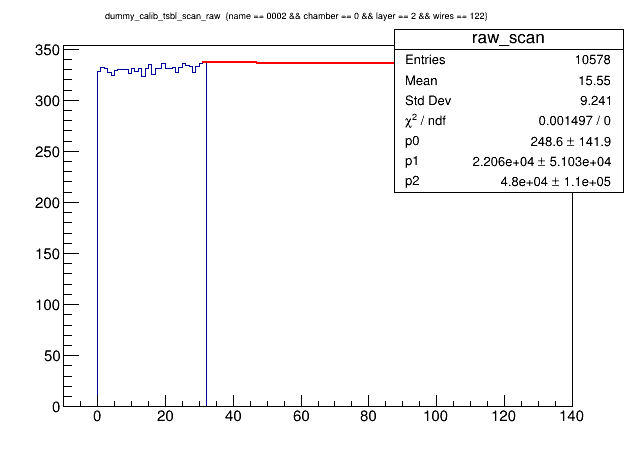 dummy_calib_tsbl_scan_raw (name == 0002 && chamber == 0 && layer == 2 && wires == 122)
raw_scan
Entries 10578
Mean 15.55
Std Dev 9.241
χ² / ndf 0.001497 / 0
p0 248.6 ± 141.9
p1 2.206e+04 ± 5.103e+04
p2 4.8e+04 ± 1.1e+05
350
300
250
200
150
100
50
0
0 20 40 60 80 100 120 140